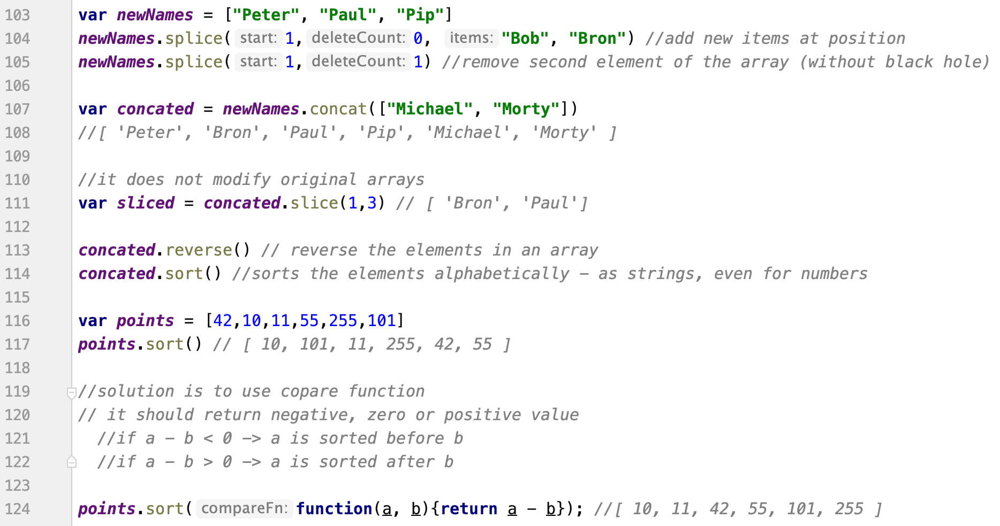 103 var newNames = ["Peter", "Paul", "Pip"]
104 newNames.splice( start: 1, deleteCount: 0, items: "Bob", "Bron") //add new items at position
105 newNames.splice( start: 1, deleteCount: 1) //remove second element of the array (without black hole)
106
107 var concated = newNames.concat(["Michael", "Morty"])
108 //[ 'Peter', 'Bron', 'Paul', 'Pip', 'Michael', 'Morty' ]
109
110 //it does not modify original arrays
111 var sliced = concated.slice(1,3) // [ 'Bron', 'Paul']
112
113 concated.reverse() // reverse the elements in an array
114 concated.sort() //sorts the elements alphabetically – as strings, even for numbers
115
116 var points = [42,10,11,55,255,101]
117 points.sort() // [ 10, 101, 11, 255, 42, 55 ]
118
119 //solution is to use copare function
120 // it should return negative, zero or positive value
121 //if a - b < 0 -> a is sorted before b
122 //if a - b > 0 -> a is sorted after b
123
124 points.sort( compareFn: function(a, b){return a - b}); //[ 10, 11, 42, 55, 101, 255 ]